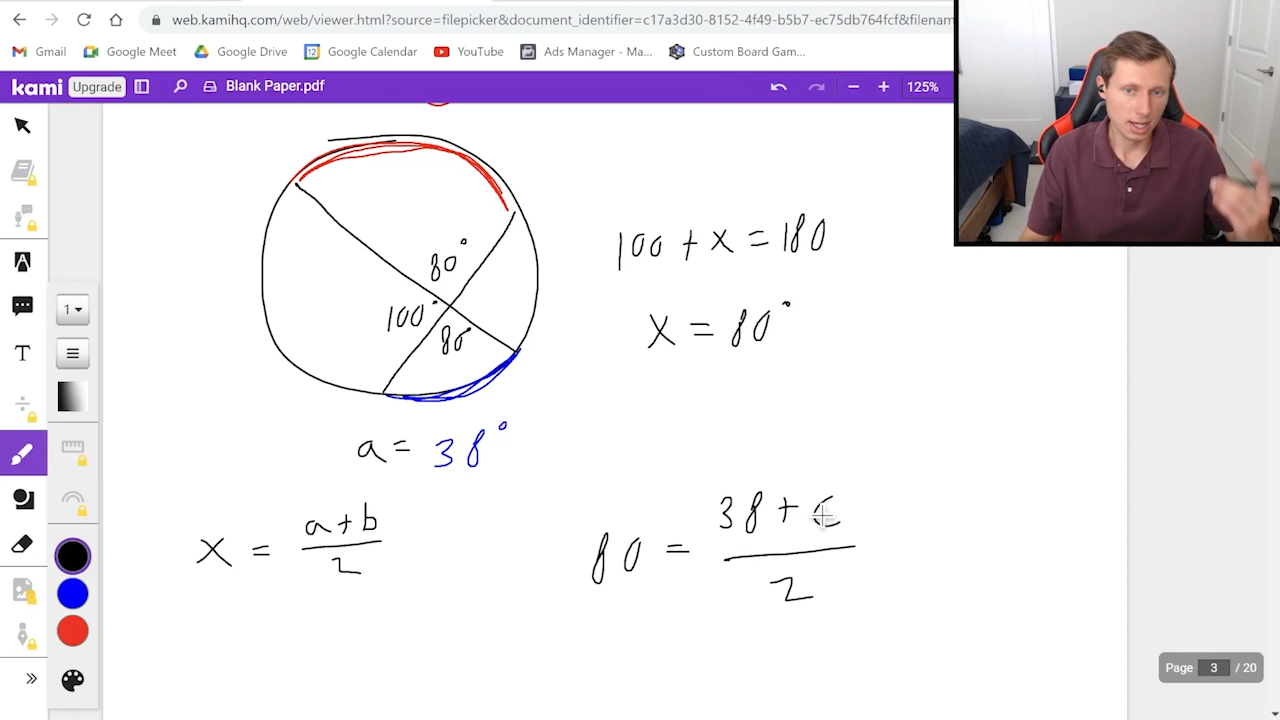 web.kamihq.com/web/viewer.html?source=filepicker&document_identifier=c17a3d30-8152-4f49-b5b7-ec75db764fcf&filenam
Gmail Google Meet Google Drive Google Calendar YouTube Ads Manager - Ma... Custom Board Gam...
kami Upgrade Blank Paper.pdf 125%
80°
100°
80°
100 + x = 180
x = 80°
1
T
a = 38°
x = a+b
2
80 = 38 +
2
Page 3 / 20